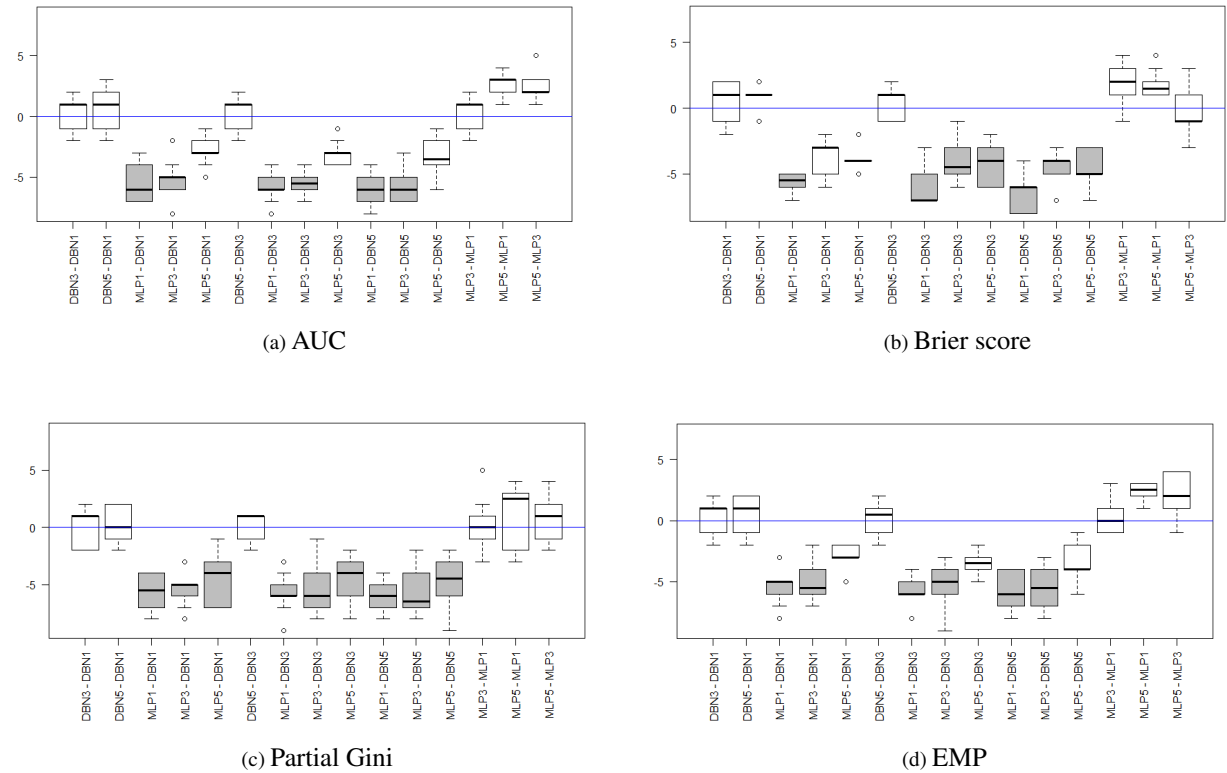 5
0
-5
DBN3 - DBN1
DBN5 - DBN1
MLP1 - DBN1
MLP3 - DBN1
MLP5 - DBN1
DBN5 - DBN3
MLP1 - DBN3
MLP3 - DBN3
MLP5 - DBN3
MLP1 - DBN5
MLP3 - DBN5
MLP5 - DBN5
MLP3 - MLP1
MLP5 - MLP1
MLP5 - MLP3
(a) AUC
5
0
-5
DBN3 - DBN1
DBN5 - DBN1
MLP1 - DBN1
MLP3 - DBN1
MLP5 - DBN1
DBN5 - DBN3
MLP1 - DBN3
MLP3 - DBN3
MLP5 - DBN3
MLP1 - DBN5
MLP3 - DBN5
MLP5 - DBN5
MLP3 - MLP1
MLP5 - MLP1
MLP5 - MLP3
(b) Brier score
5
0
-5
DBN3 - DBN1
DBN5 - DBN1
MLP1 - DBN1
MLP3 - DBN1
MLP5 - DBN1
DBN5 - DBN3
MLP1 - DBN3
MLP3 - DBN3
MLP5 - DBN3
MLP1 - DBN5
MLP3 - DBN5
MLP5 - DBN5
MLP3 - MLP1
MLP5 - MLP1
MLP5 - MLP3
(c) Partial Gini
5
0
-5
DBN3 - DBN1
DBN5 - DBN1
MLP1 - DBN1
MLP3 - DBN1
MLP5 - DBN1
DBN5 - DBN3
MLP1 - DBN3
MLP3 - DBN3
MLP5 - DBN3
MLP1 - DBN5
MLP3 - DBN5
MLP5 - DBN5
MLP3 - MLP1
MLP5 - MLP1
MLP5 - MLP3
(d) EMP